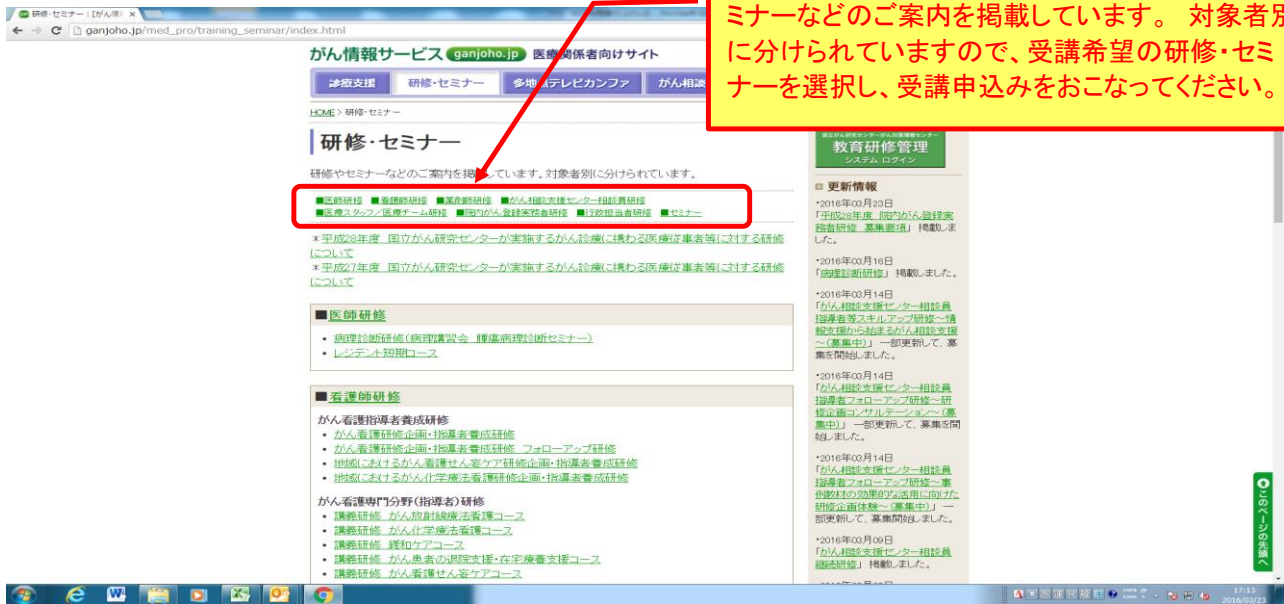 研修･セミナー：[がん情
ganjoho.jp/med_pro/training_seminar/index.html
ミナーなどのご案内を掲載しています。 対象者別
に分けられていますので、受講希望の研修・セミ
ナーを選択し、受講申込みをおこなってください。
がん情報サービス ganjoho.jp 医療関係者向けサイト
診療支援 研修・セミナー 多地点テレビカンファ がん相談
HOME > 研修・セミナー
研修・セミナー
研修やセミナーなどのご案内を掲載しています。対象者別に分けられています。
■医師研修 ■看護師研修 ■薬剤師研修 ■がん相談支援センター相談員研修
■医療スタッフ／医療チーム研修 ■院内がん登録実務者研修 ■行政担当者研修 ■セミナー
＊平成28年度 国立がん研究センターが実施するがん診療に携わる医療従事者等に対する研修
について
＊平成27年度 国立がん研究センターが実施するがん診療に携わる医療従事者等に対する研修
について
■医師研修
• 病理診断研修（病理講習会 腫瘍病理診断セミナー）
• レジデント短期コース
■看護師研修
がん看護指導者養成研修
• がん看護研修企画・指導者養成研修
• がん看護研修企画・指導者養成研修 フォローアップ研修
• 地域におけるがん看護せん妄ケア研修企画・指導者養成研修
• 地域におけるがん化学療法看護研修企画・指導者養成研修
がん看護専門分野（指導者）研修
• 講義研修 がん放射線療法看護コース
• 講義研修 がん化学療法看護コース
• 講義研修 緩和ケアコース
• 講義研修 がん患者の退院支援・在宅療養支援コース
• 講義研修 がん看護せん妄ケアコース
国立がん研究センターがん対策情報センター
教育研修管理
システム ログイン
更新情報
・2016年03月23日
「平成28年度 院内がん登録実
務者研修 募集要項」 掲載しま
した。
・2016年03月16日
「病理診断研修」 掲載しました。
・2016年03月14日
「がん相談支援センター相談員
指導者等スキルアップ研修～情
報支援から始まるがん相談支援
～（募集中）」 一部更新して、募
集を開始しました。
・2016年03月14日
「がん相談支援センター相談員
指導者フォローアップ研修～研
修企画コンサルテーション～（募
集中）」 一部更新して、募集を開
始しました。
・2016年03月14日
「がん相談支援センター相談員
指導者フォローアップ研修～事
例教材の効果的な活用に向けた
研修企画体験～（募集中）」 一
部更新して、募集開始しました。
・2016年03月09日
「がん相談支援センター相談員
継続研修」 掲載しました。
このページの先頭へ
17:13
2016/03/23